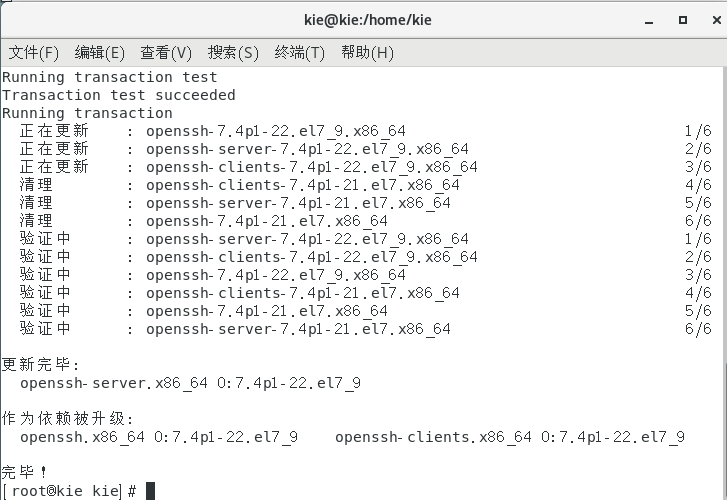 kie@kie:/home/kie
文件(F) 编辑(E) 查看(V) 搜索(S) 终端(T) 帮助(H)
Running transaction test
Transaction test succeeded
Running transaction
正在更新 : openssh-7.4p1-22.el7_9.x86_64 1/6
正在更新 : openssh-server-7.4p1-22.el7_9.x86_64 2/6
正在更新 : openssh-clients-7.4p1-22.el7_9.x86_64 3/6
清理 : openssh-clients-7.4p1-21.el7.x86_64 4/6
清理 : openssh-server-7.4p1-21.el7.x86_64 5/6
清理 : openssh-7.4p1-21.el7.x86_64 6/6
验证中 : openssh-server-7.4p1-22.el7_9.x86_64 1/6
验证中 : openssh-clients-7.4p1-22.el7_9.x86_64 2/6
验证中 : openssh-7.4p1-22.el7_9.x86_64 3/6
验证中 : openssh-clients-7.4p1-21.el7.x86_64 4/6
验证中 : openssh-7.4p1-21.el7.x86_64 5/6
验证中 : openssh-server-7.4p1-21.el7.x86_64 6/6
更新完毕:
openssh-server.x86_64 0:7.4p1-22.el7_9
作为依赖被升级:
openssh.x86_64 0:7.4p1-22.el7_9 openssh-clients.x86_64 0:7.4p1-22.el7_9
完毕！
[root@kie kie]#